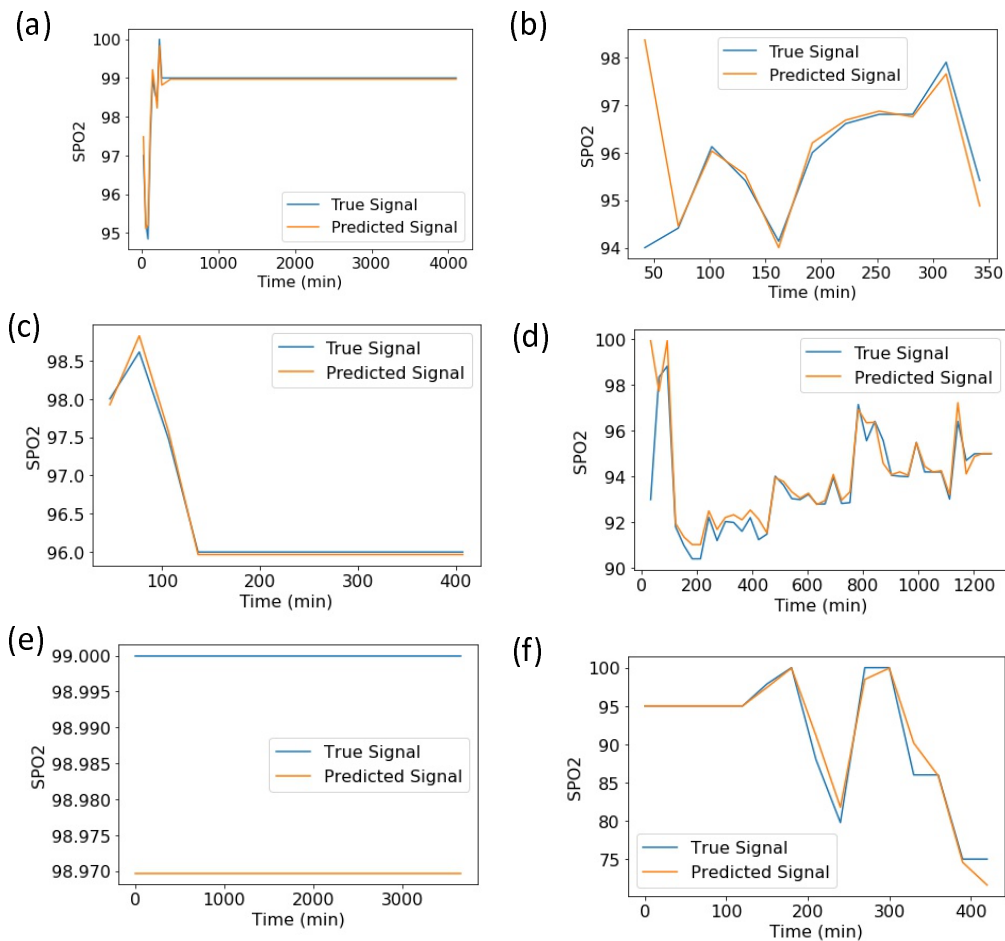 (a)
100
99
98
97
96
95
SPO2
True Signal
Predicted Signal
0 1000 2000 3000 4000
Time (min)
(b)
98
97
96
95
94
SPO2
True Signal
Predicted Signal
50 100 150 200 250 300 350
Time (min)
(c)
98.5
98.0
97.5
97.0
96.5
96.0
SPO2
True Signal
Predicted Signal
100 200 300 400
Time (min)
(d)
100
98
96
94
92
90
SPO2
True Signal
Predicted Signal
0 200 400 600 800 1000 1200
Time (min)
(e)
99.000
98.995
98.990
98.985
98.980
98.975
98.970
SPO2
True Signal
Predicted Signal
0 1000 2000 3000
Time (min)
(f)
100
95
90
85
80
75
SPO2
True Signal
Predicted Signal
0 100 200 300 400
Time (min)